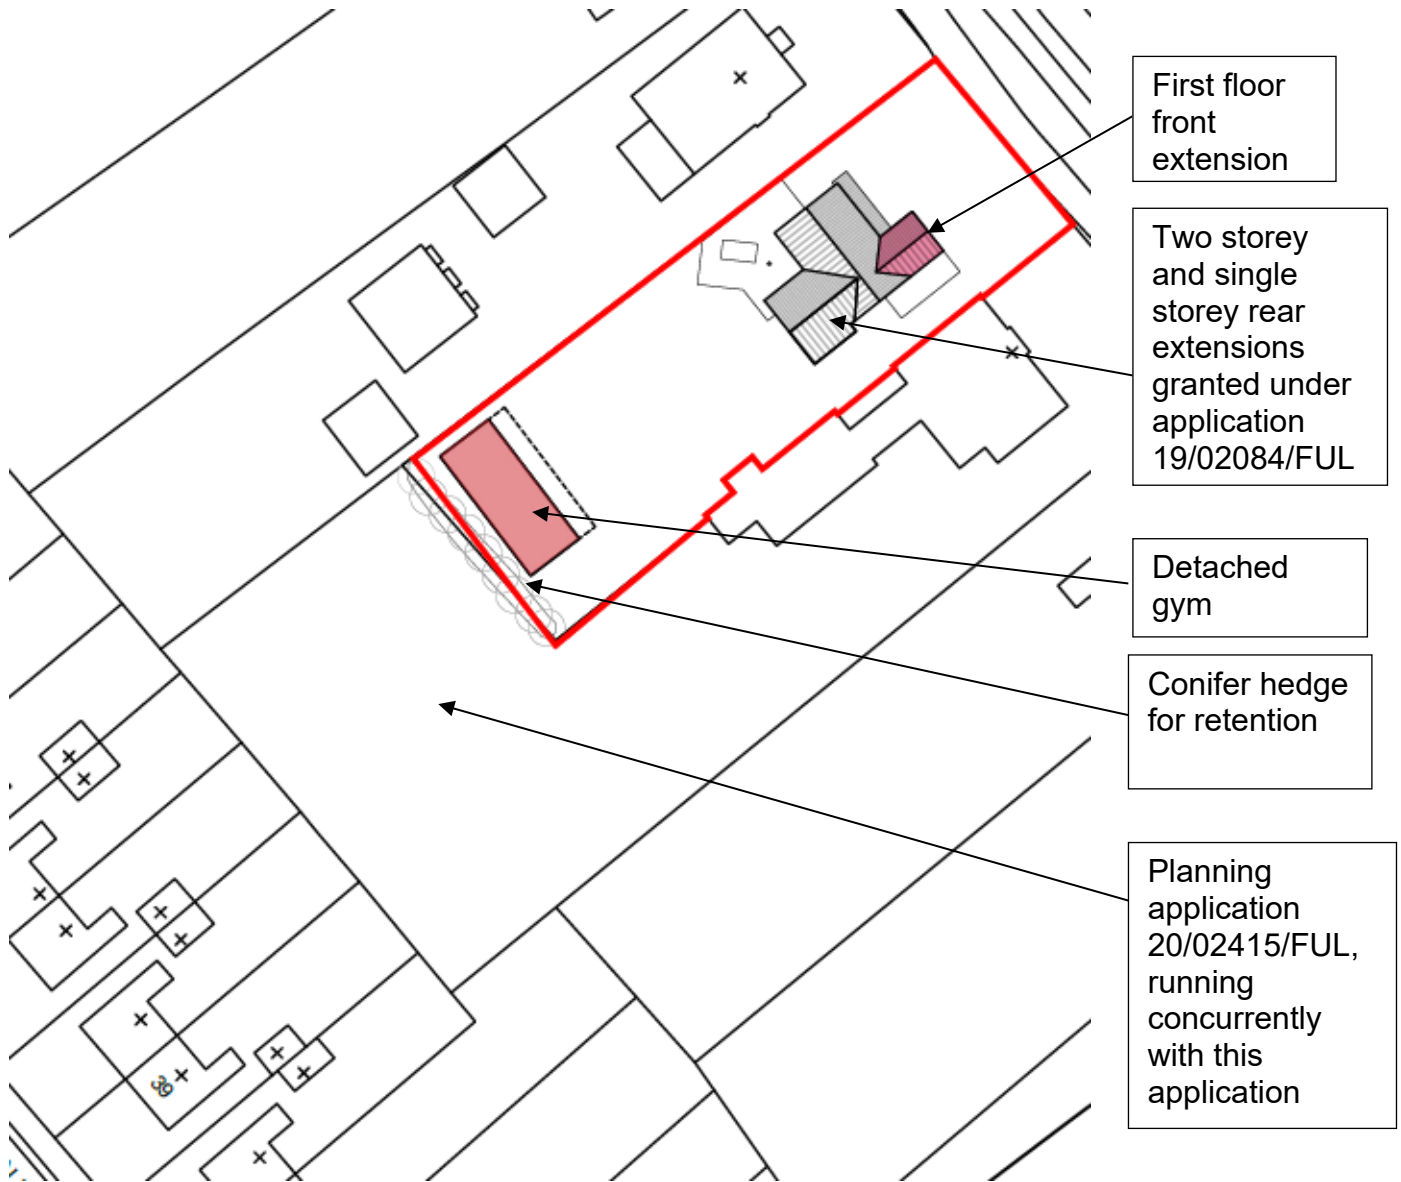 First floor
front
extension
Two storey
and single
storey rear
extensions
granted under
application
19/02084/FUL
Detached
gym
Conifer hedge
for retention
Planning
application
20/02415/FUL,
running
concurrently
with this
application
39